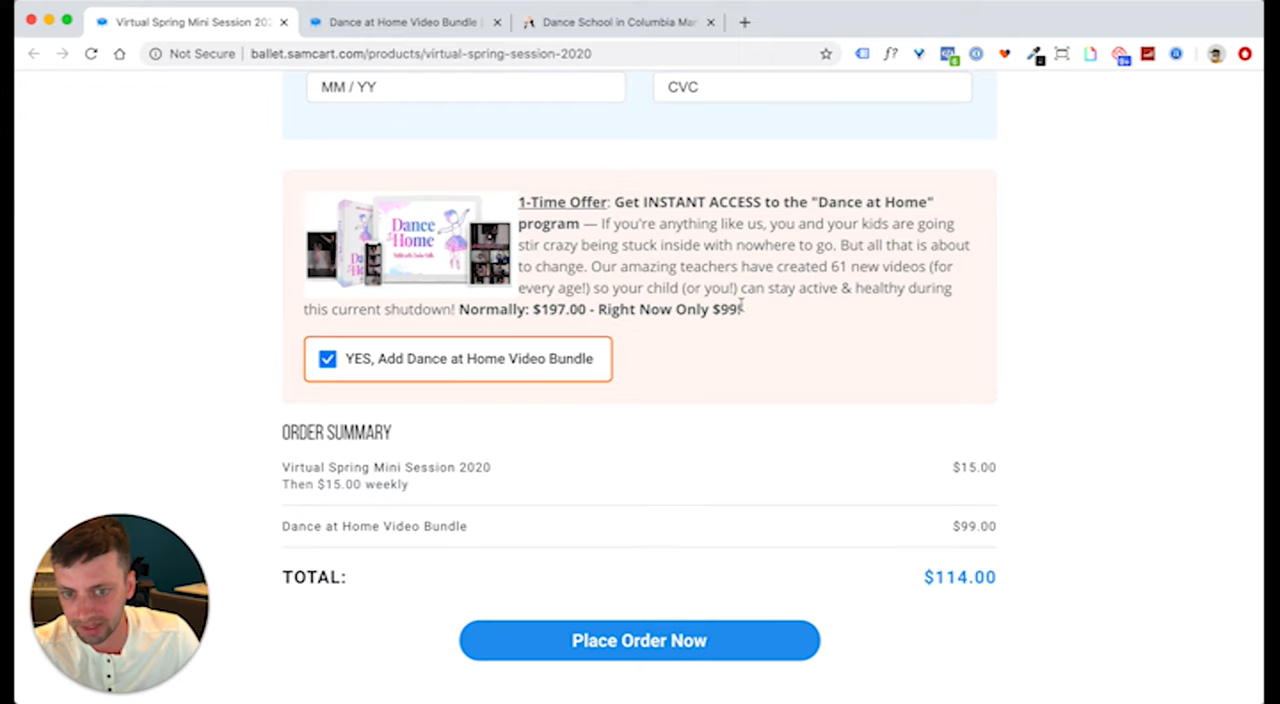 Virtual Spring Mini Session 202
Dance at Home Video Bundle
Dance School in Columbia Mar
Not Secure
ballet.samcart.com/products/virtual-spring-session-2020
MM / YY
CVC
Dance
Home
1-Time Offer: Get INSTANT ACCESS to the "Dance at Home"
program — If you're anything like us, you and your kids are going
stir crazy being stuck inside with nowhere to go. But all that is about
to change. Our amazing teachers have created 61 new videos (for
every age!) so your child (or you!) can stay active & healthy during
this current shutdown! Normally: $197.00 - Right Now Only $99!
YES, Add Dance at Home Video Bundle
ORDER SUMMARY
Virtual Spring Mini Session 2020
$15.00
Then $15.00 weekly
Dance at Home Video Bundle
$99.00
TOTAL:
$114.00
Place Order Now